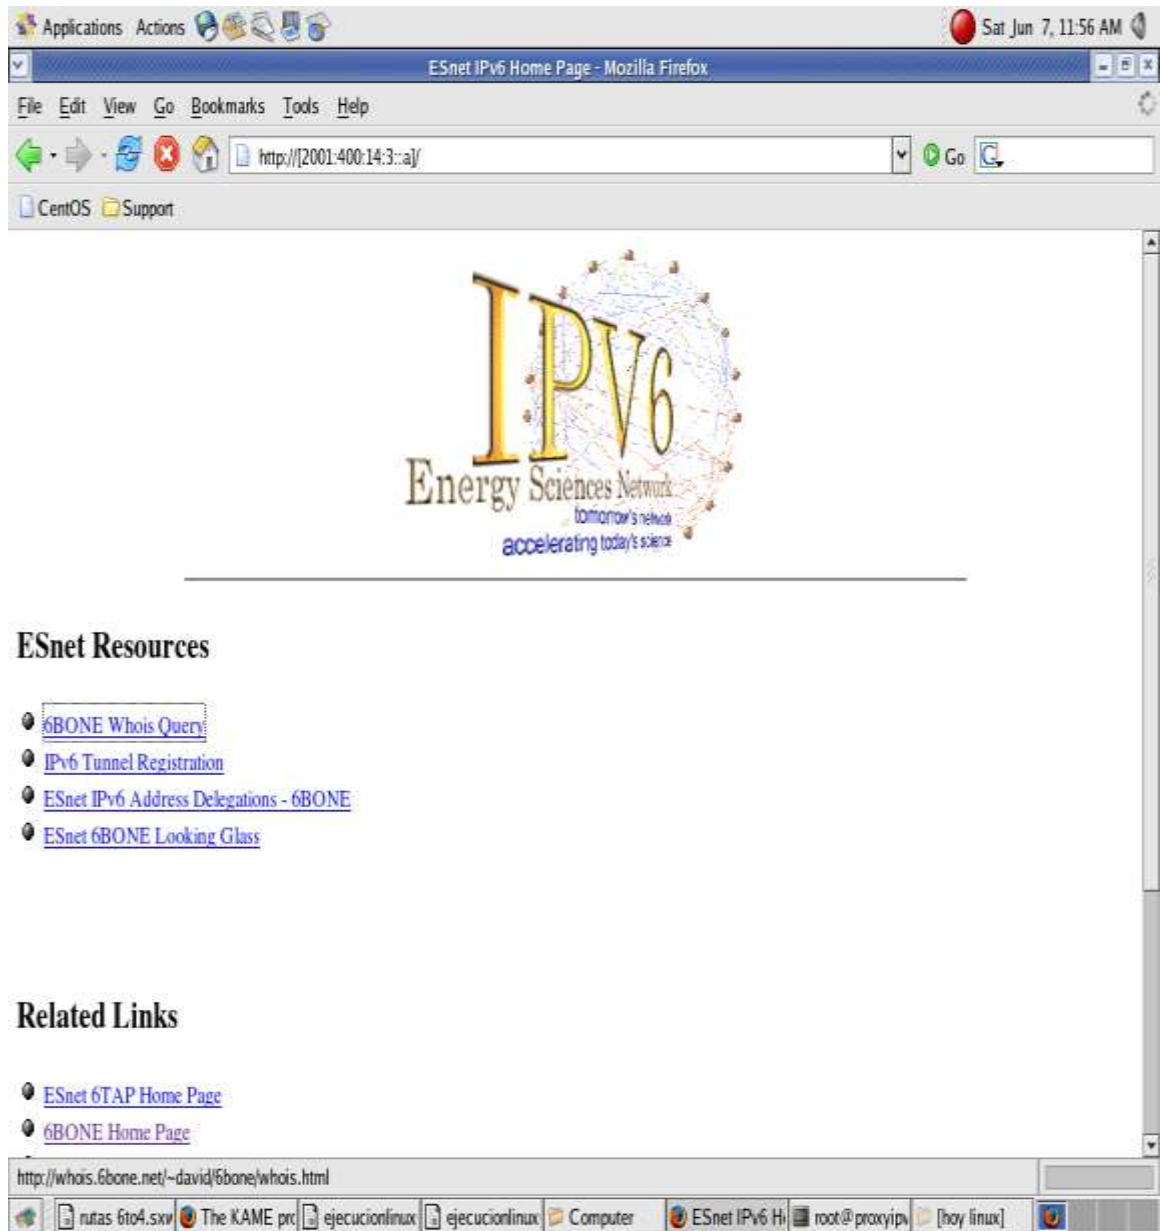 Applications Actions Sat Jun 7, 11:56 AM
ESnet IPv6 Home Page - Mozilla Firefox
File Edit View Go Bookmarks Tools Help
http://[2001:400:14:3::a]/ Go G
CentOS Support
IPV6
Energy Sciences Network
tomorrow's network
accelerating today's science
ESnet Resources
6BONE Whois Query
IPv6 Tunnel Registration
ESnet IPv6 Address Delegations - 6BONE
ESnet 6BONE Looking Glass
Related Links
ESnet 6TAP Home Page
6BONE Home Page
http://whois.6bone.net/~david/6bone/whois.html
rutas 6to4.sxw The KAME pro ejecucionlinux ejecucionlinux Computer ESnet IPv6 H root@proxyipv [hoy linux]